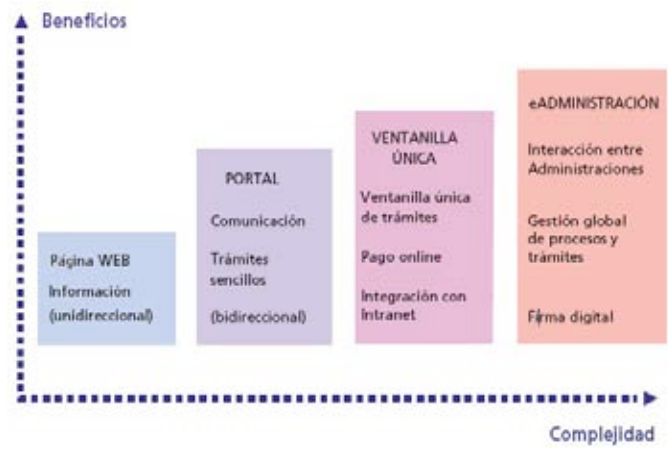 Beneficios
Página WEB
Información
(unidireccional)
PORTAL
Comunicación
Trámites
sencillos
(bidireccional)
VENTANILLA
ÚNICA
Ventanilla única
de trámites
Pago online
Integración con
Intranet
eADMINISTRACIÓN
Interacción entre
Administraciones
Gestión global
de procesos y
trámites
Firma digital
Complejidad